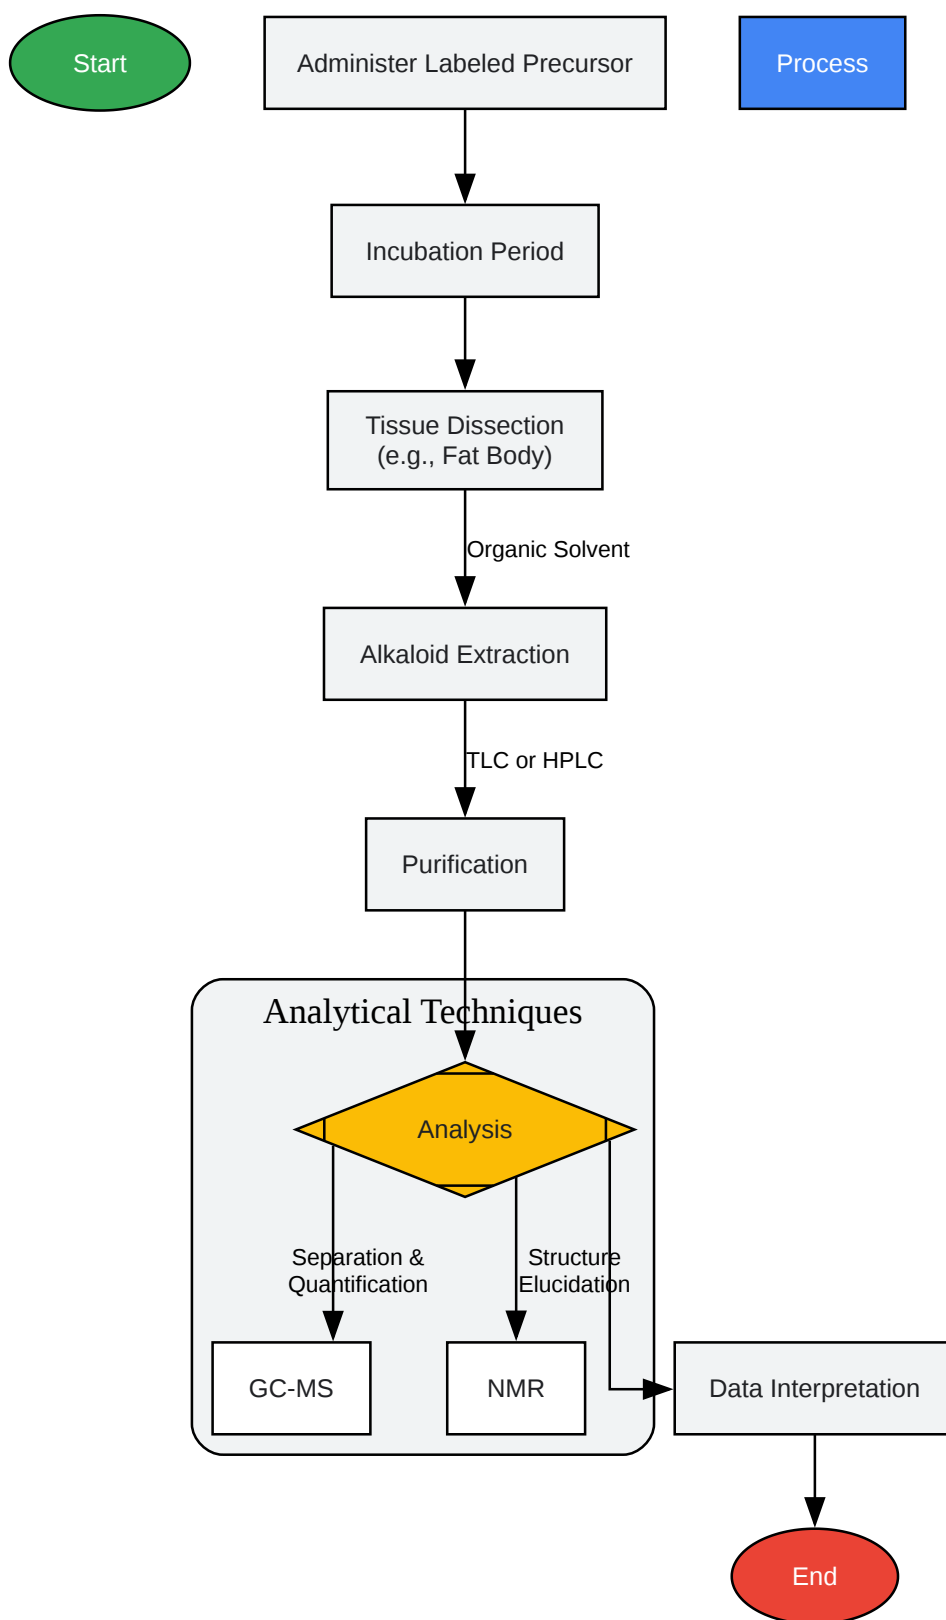 Start
Administer Labeled Precursor
Process
Incubation Period
Tissue Dissection
(e.g., Fat Body)
Organic Solvent
Alkaloid Extraction
TLC or HPLC
Purification
Analytical Techniques
Analysis
Separation &
Quantification
Structure
Elucidation
GC-MS
NMR
Data Interpretation
End